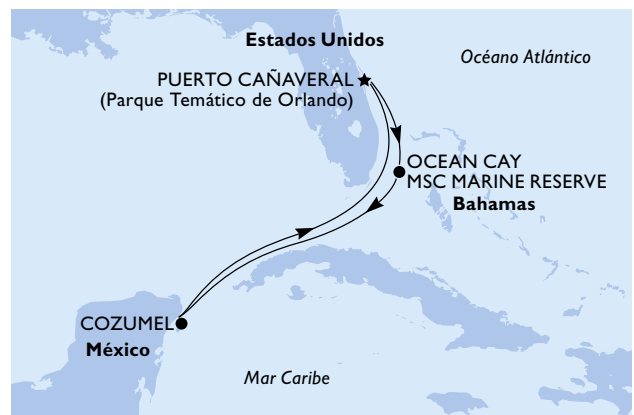 Estados Unidos
Océano Atlántico
PUERTO CAÑAVERAL
(Parque Temático de Orlando)
OCEAN CAY
MSC MARINE RESERVE
Bahamas
COZUMEL
México
Mar Caribe